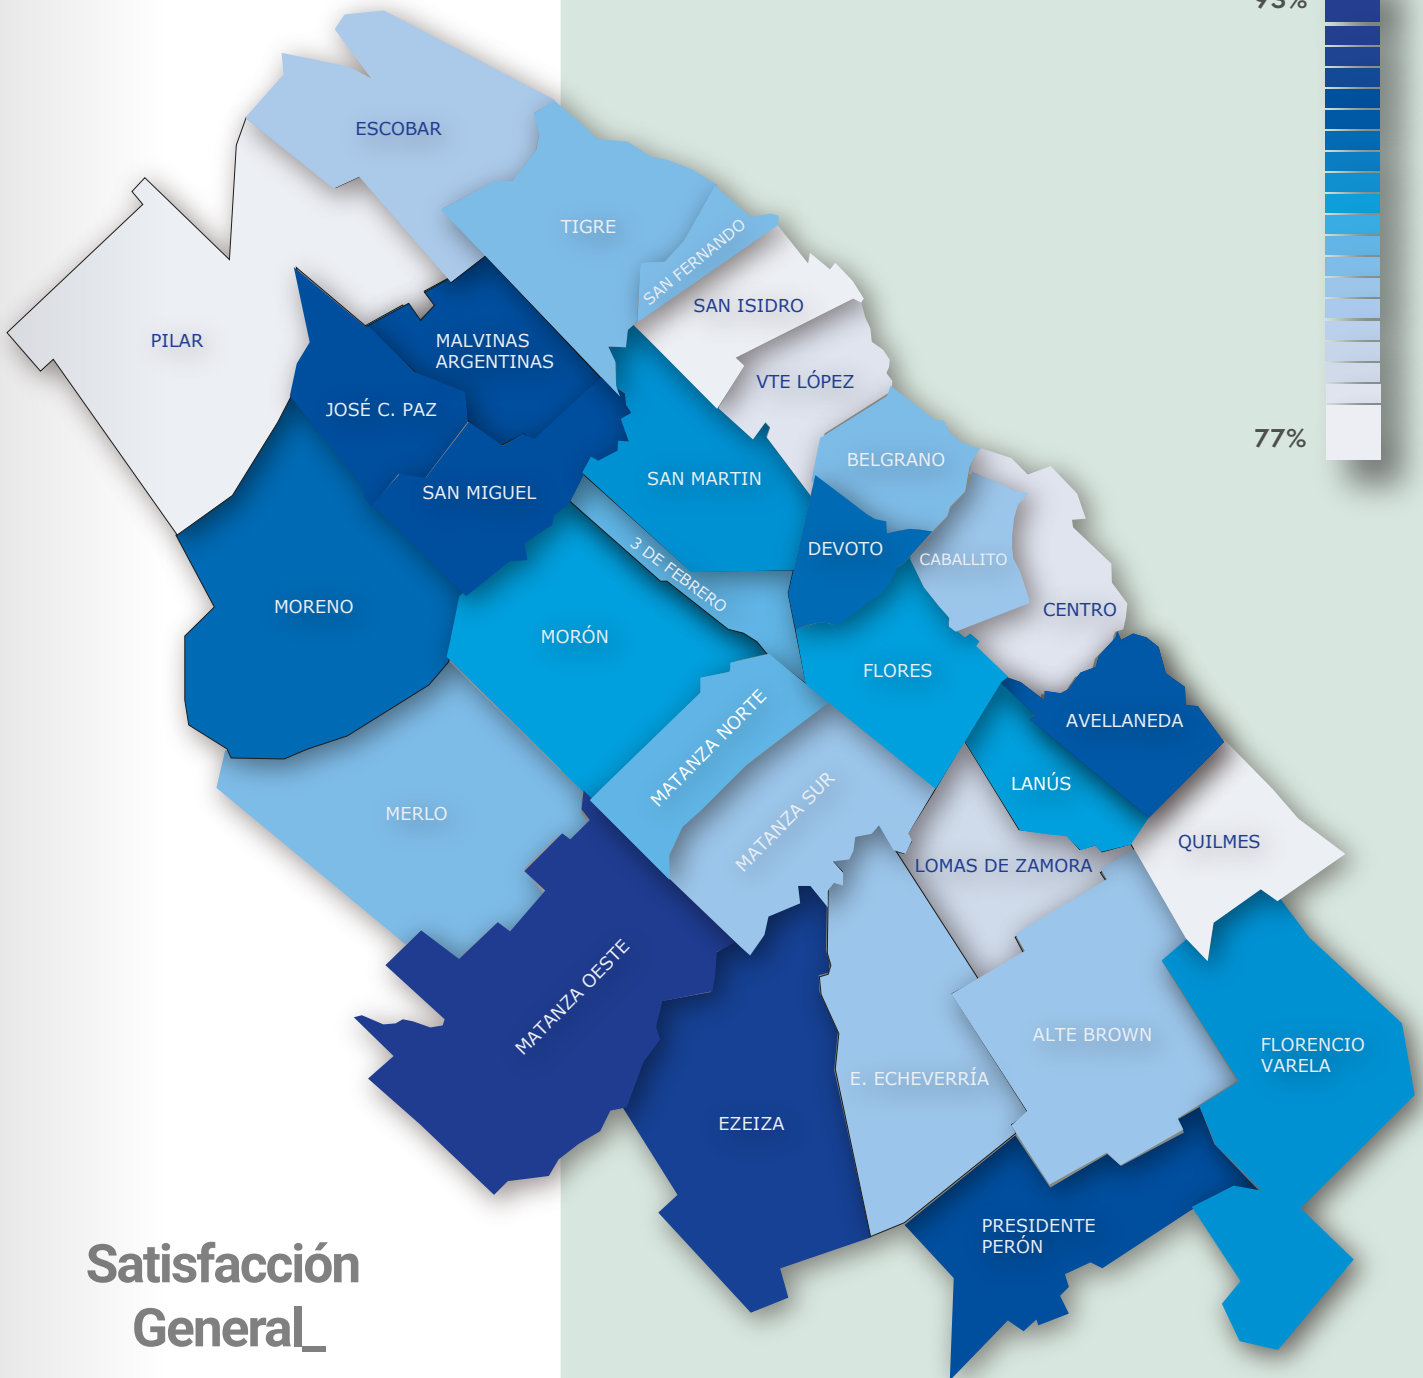 93%
ESCOBAR
TIGRE
SAN FERNANDO
SAN ISIDRO
PILAR
MALVINAS
ARGENTINAS
VTE LÓPEZ
JOSÉ C. PAZ
77%
BELGRANO
SAN MARTIN
SAN MIGUEL
DEVOTO
CABALLITO
3 DE FEBRERO
MORENO
CENTRO
MORÓN
FLORES
AVELLANEDA
MATANZA NORTE
LANÚS
MERLO
MATANZA SUR
QUILMES
LOMAS DE ZAMORA
MATANZA OESTE
ALTE BROWN
FLORENCIO
VARELA
E. ECHEVERRÍA
EZEIZA
PRESIDENTE
PERÓN
Satisfacción
General_